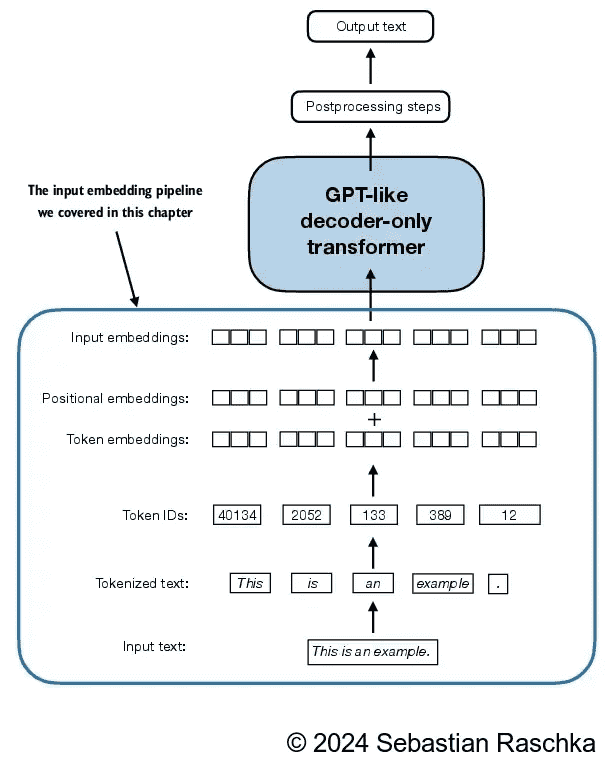 Output text
Postprocessing steps
GPT-like
decoder-only
transformer
The input embedding pipeline
we covered in this chapter
Input embeddings:
Positional embeddings:
+
Token embeddings:
Token IDs: 40134 2052 133 389 12
Tokenized text: This is an example .
Input text: This is an example.
© 2024 Sebastian Raschka